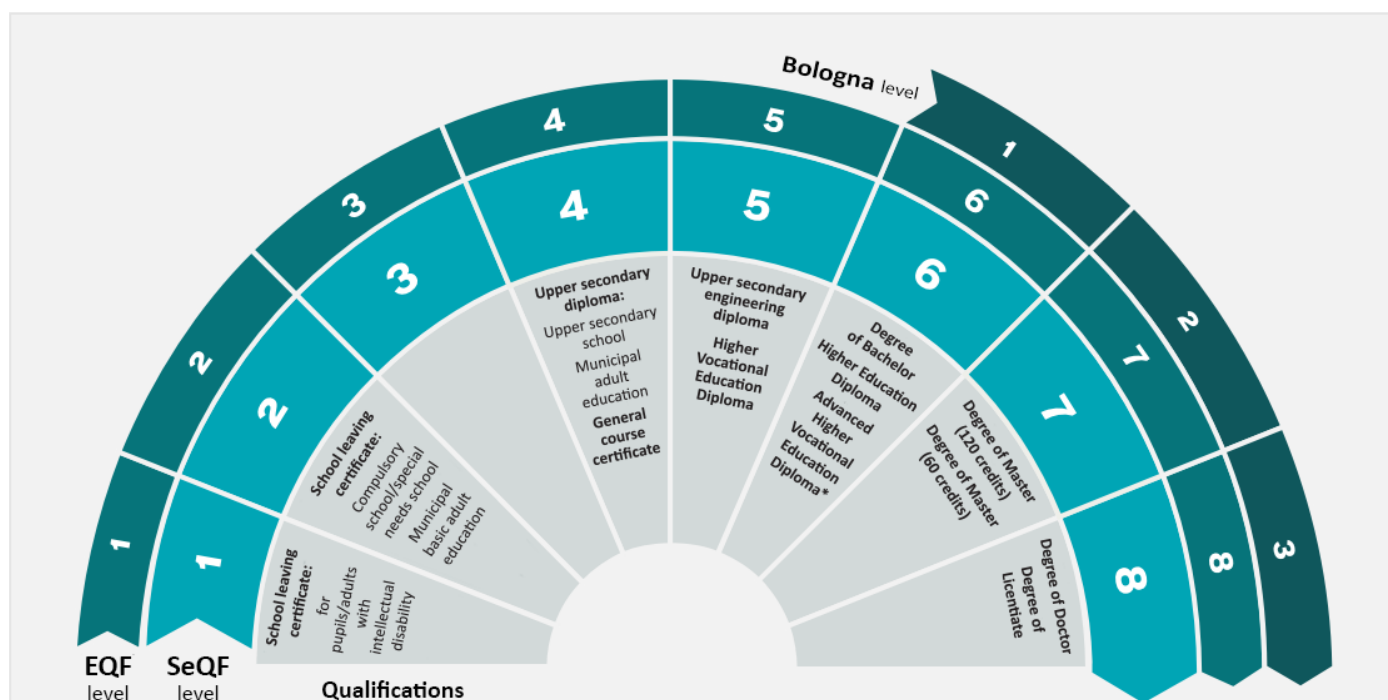 Bologna level
1
2
3
1
2
3
4
5
6
7
8
1
2
3
4
5
6
7
8
School leaving
certificate:
for
pupils/adults
with
intellectual
disability
School leaving
certificate:
Compulsory
school/special
needs school
Municipal
basic adult
education
Upper secondary
diploma:
Upper secondary
school
Municipal
adult
education
General
course
certificate
Upper secondary
engineering
diploma
Higher
Vocational
Education
Diploma
Degree
of Bachelor
Higher Education
Diploma
Advanced
Higher
Vocational
Education
Diploma*
Degree of Master
(120 credits)
Degree of Master
(60 credits)
Degree of Doctor
Degree of
Licentiate
EQF
level
SeQF
level
Qualifications